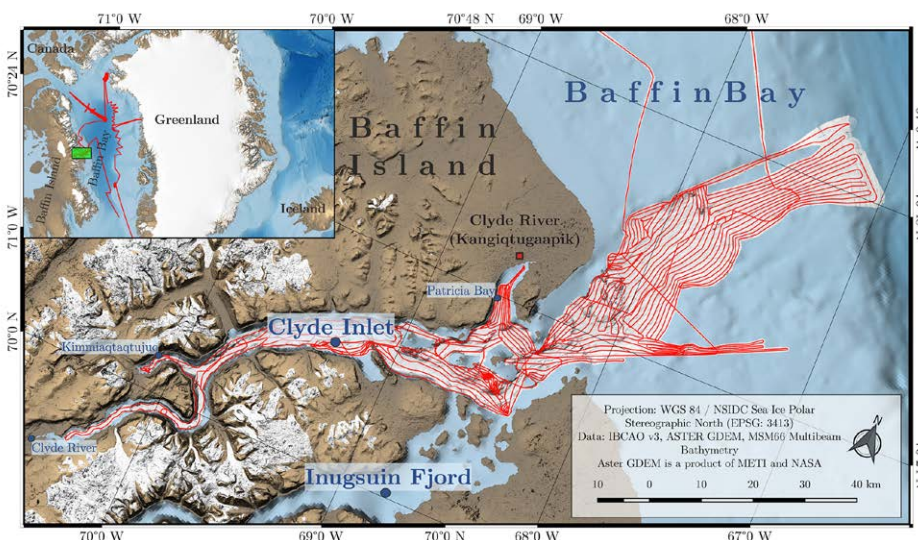 71°0 W
70°0 W
70°48 N
69°0 W
68°0 W
70°24 N
Canada
Greenland
Baffin Bay
Baffin Island
Iceland
Baffin Bay
Baffin
Island
Clyde River
(Kangiqtugaapik)
71°0 W
Patricia Bay
Clyde Inlet
Kimmiaqtaqtujuq
70°0 N
Clyde River
Inugsuin Fjord
Projection: WGS 84 / NSIDC Sea Ice Polar
Stereographic North (EPSG: 3413)
Data: IBCAO v3, ASTER GDEM, MSM66 Multibeam
Bathymetry
Aster GDEM is a product of METI and NASA
N
10 0 10 20 30 40 km
70°0 W
69°0 W
70°0 N
68°0 W
67°0 W